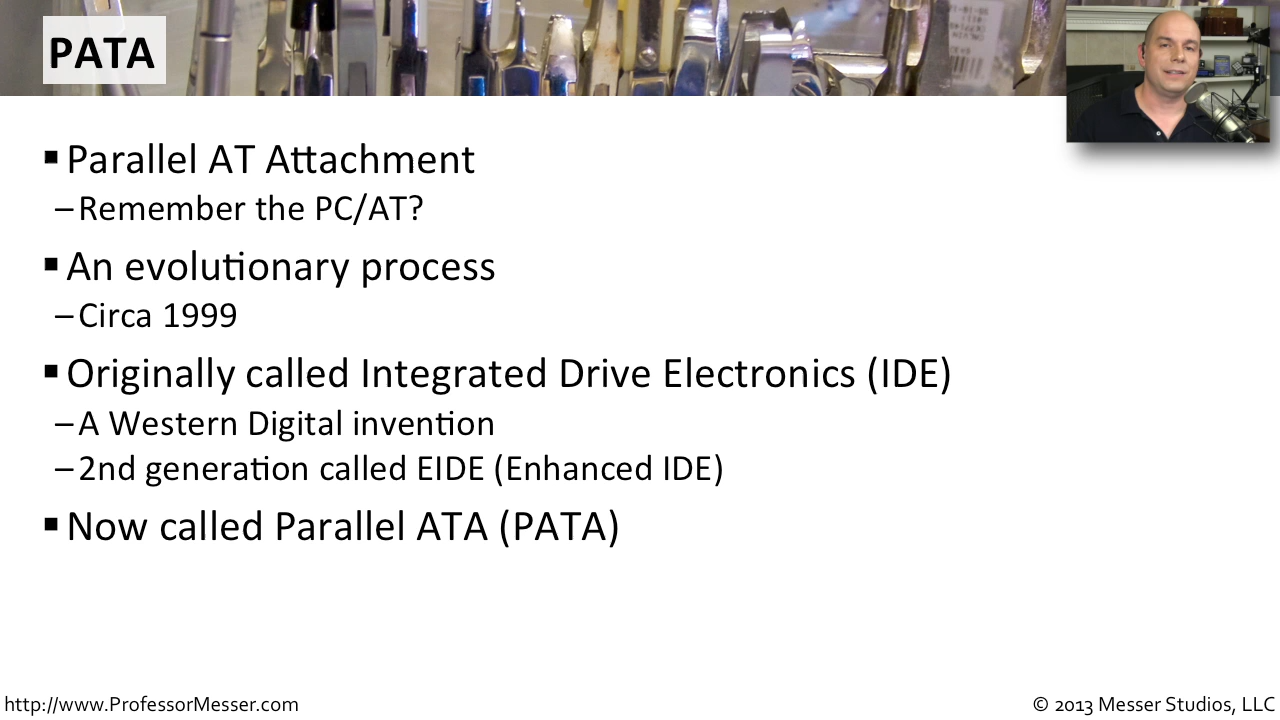 PATA
▪ Parallel AT Attachment
– Remember the PC/AT?
▪ An evolutionary process
– Circa 1999
▪ Originally called Integrated Drive Electronics (IDE)
– A Western Digital invention
– 2nd generation called EIDE (Enhanced IDE)
▪ Now called Parallel ATA (PATA)
http://www.ProfessorMesser.com
© 2013 Messer Studios, LLC